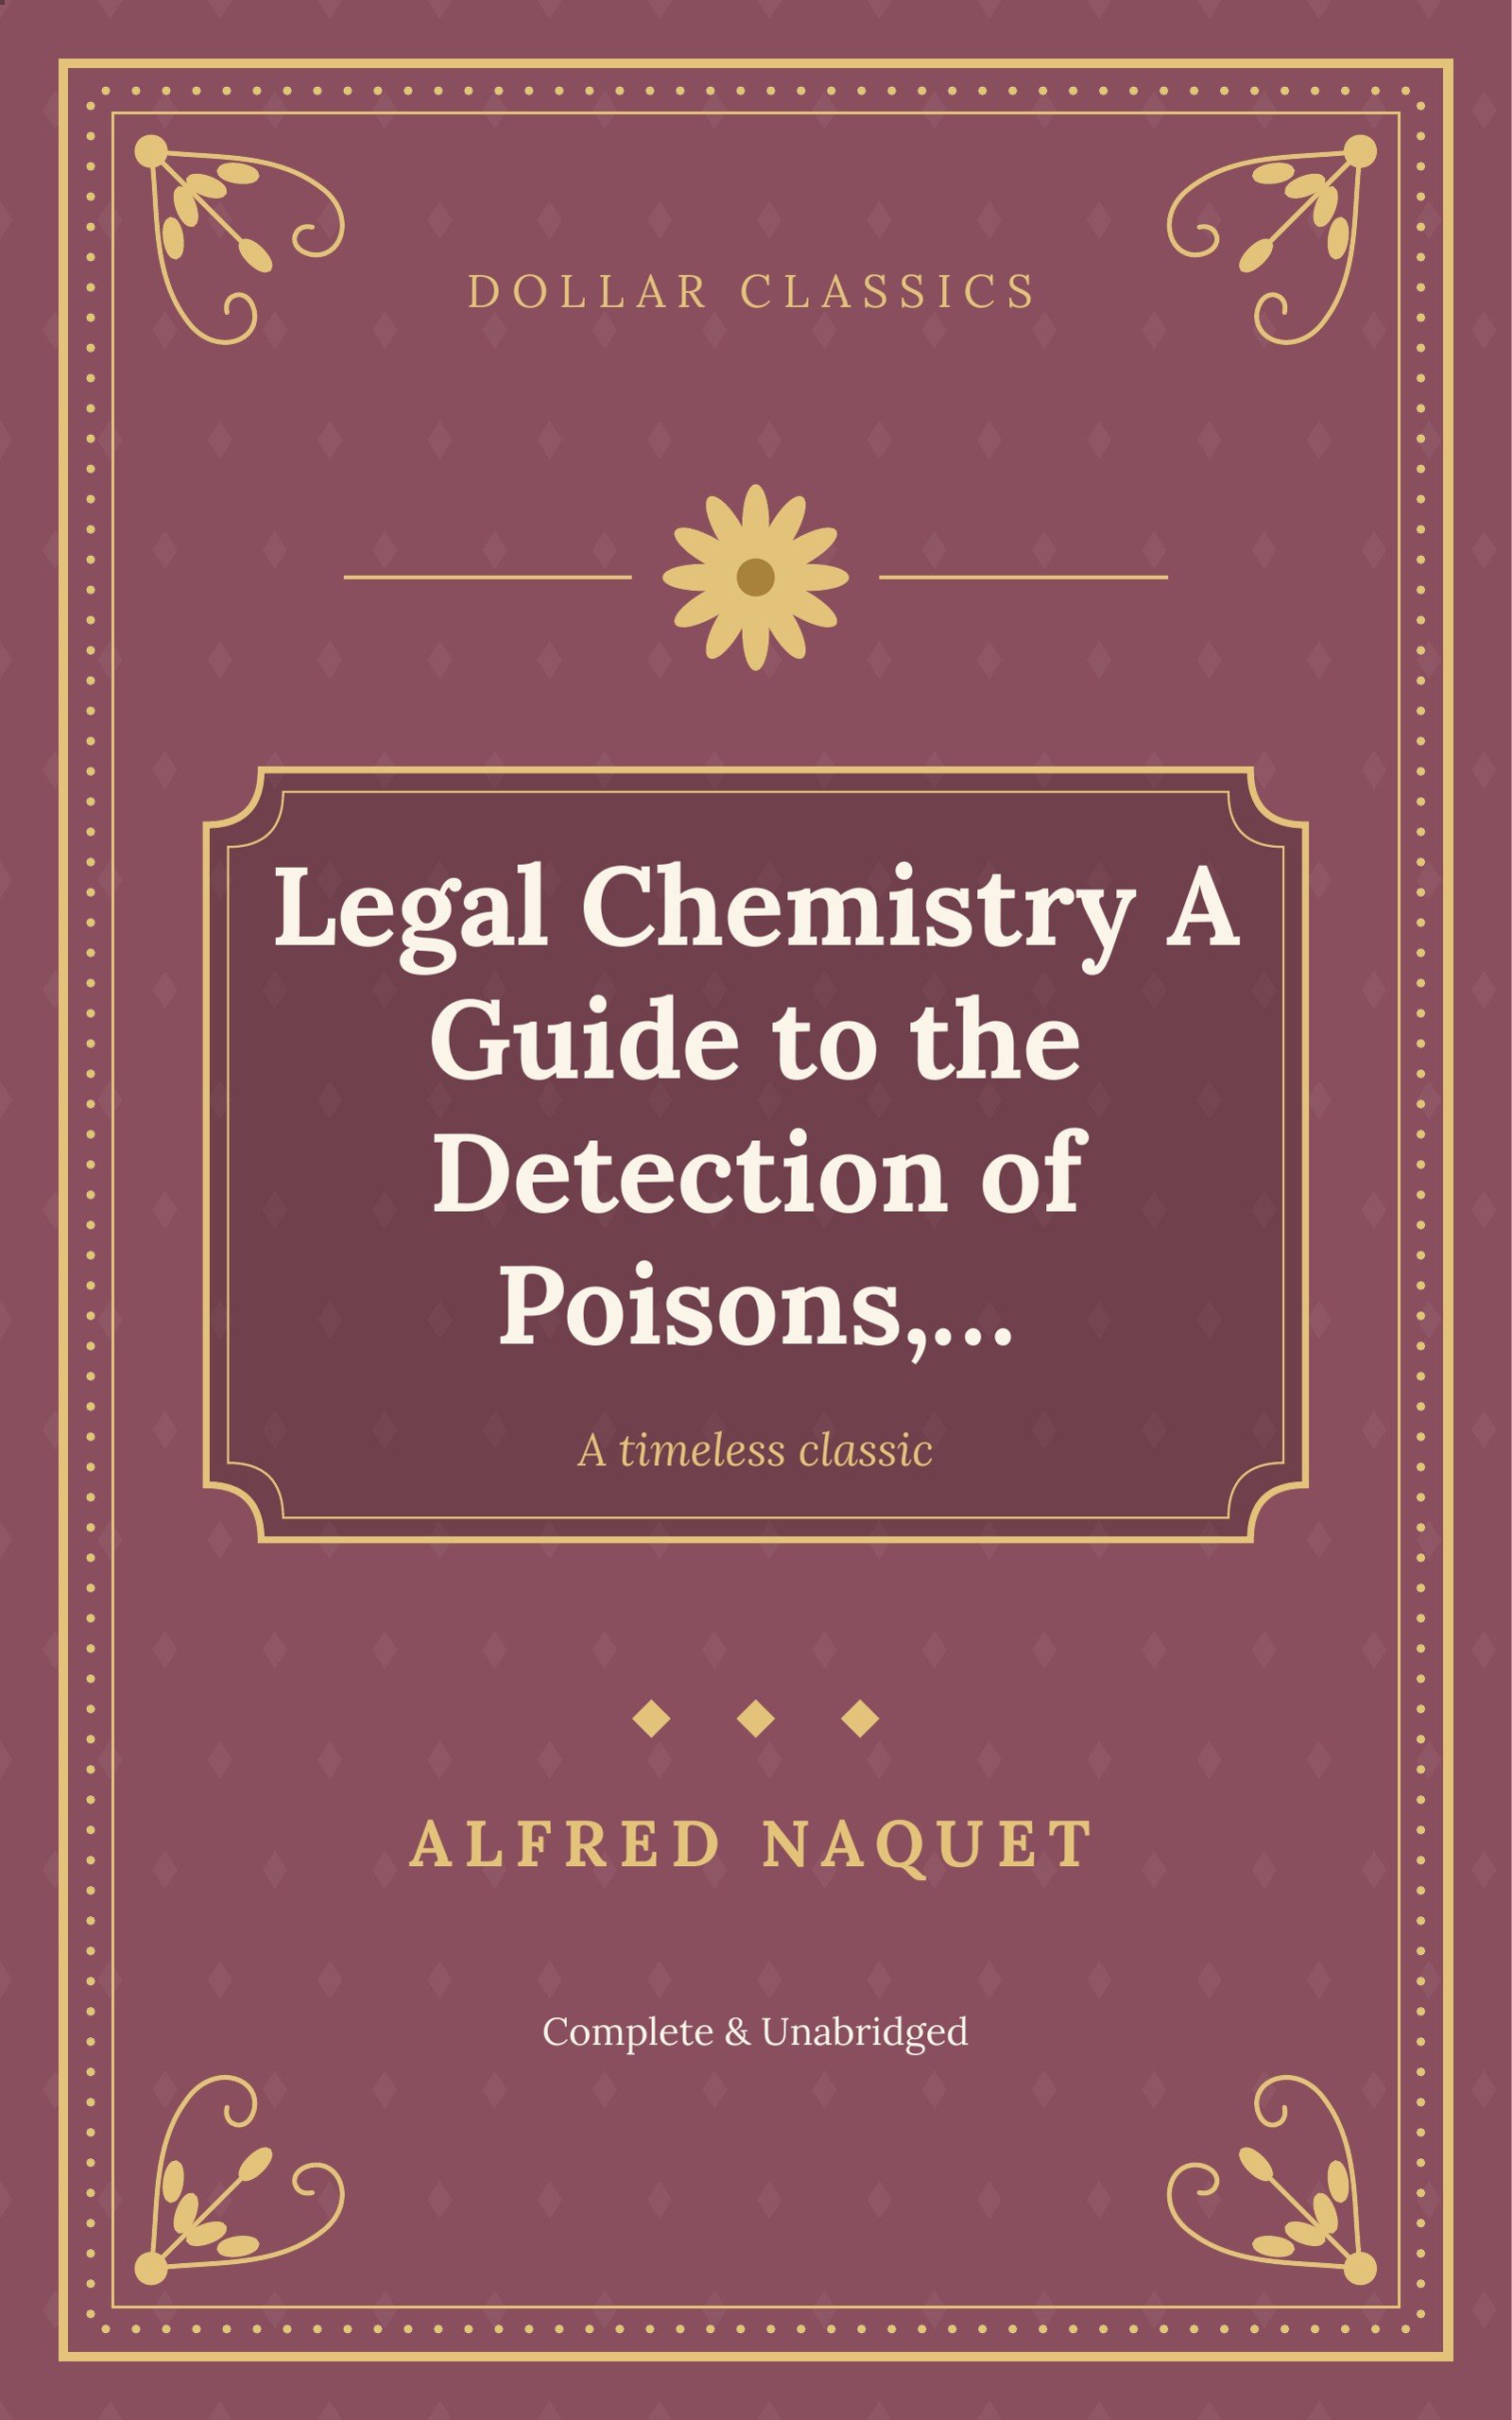 DOLLAR CLASSICS
Legal Chemistry A
Guide to the
Detection of
Poisons,...
A timeless classic
ALFRED NAQUET
Complete & Unabridged